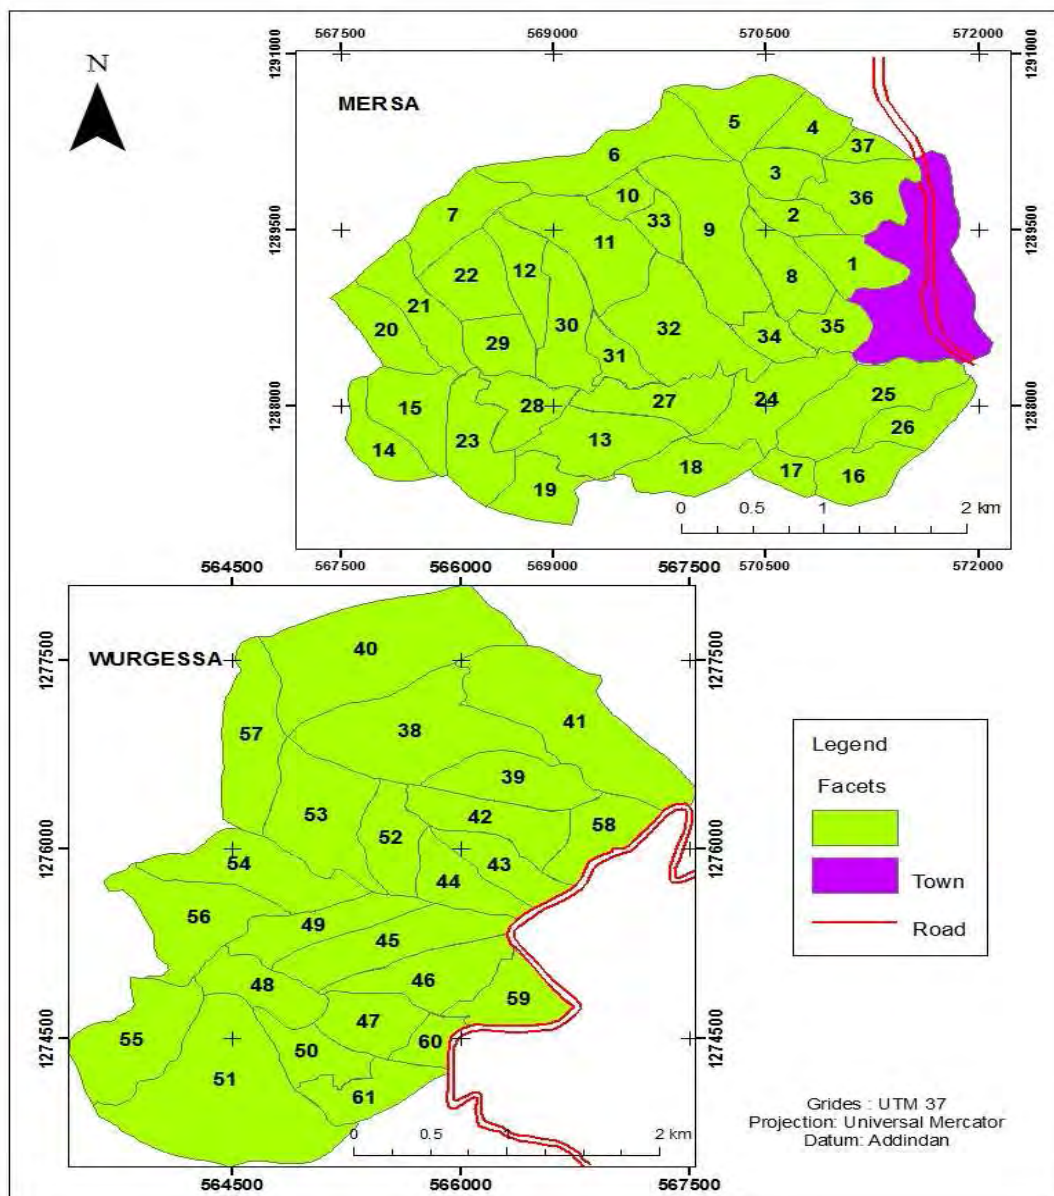 567500 569000 570500 572000
1291000 1291000
N
MERSA
5 4
37
6 3
10 36
7 2
33
9
1289500 1289500
11
1
12
22 8
21
20 30 32 35
34
29
31
25
24
27
15 28
1288000 1288000
26
23 13
14
18 17 16
19
0 0.5 1 2 km
564500 567500 566000 569000 570500 567500 572000
WURGESSA
40
1277500 1277500
57 38 41
39
53 42 58
52
43
1276000 1276000
54 44
56 49
45
46
48 59
47
55 50 60
1274500 1274500
51
61
0 0.5 1 2 km
564500 566000 567500
Legend
Facets
Town
Road
Grides : UTM 37
Projection: Universal Mercator
Datum: Addindan